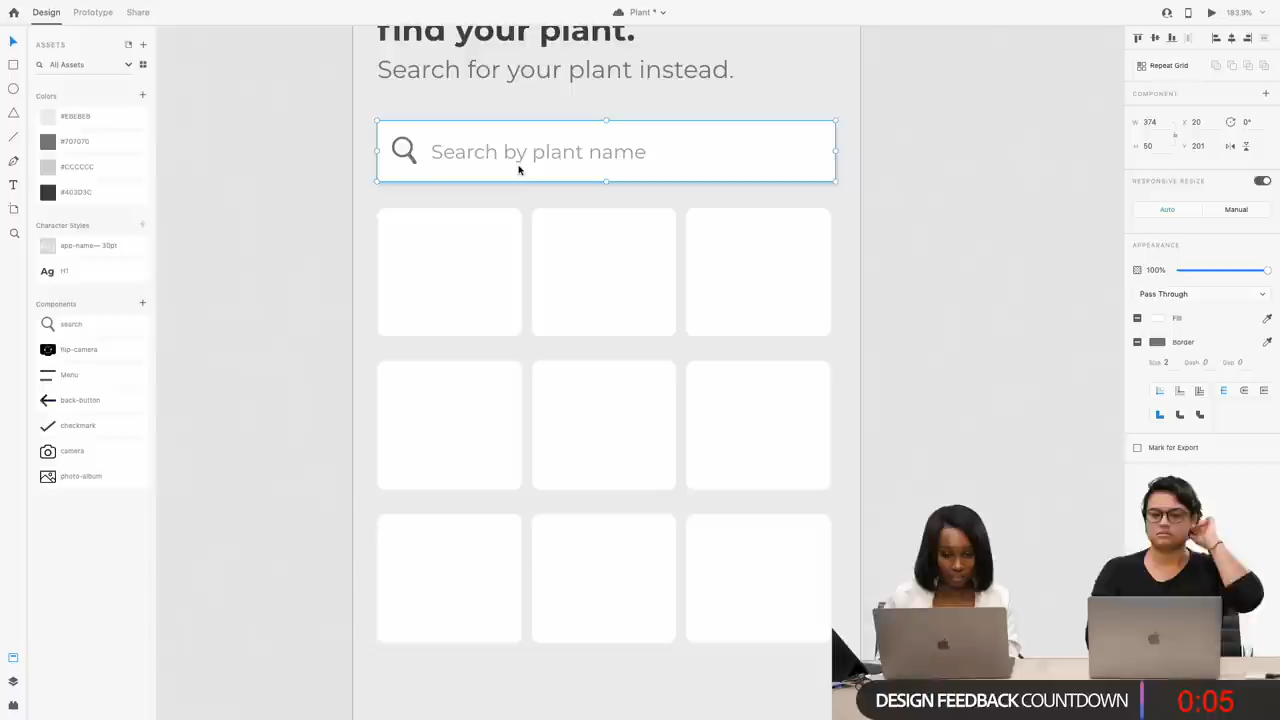 Design Prototype Share
Plant *
183.9%
ASSETS
All Assets
Colors
#EBEBEB
#707070
#CCCCCC
#403D3C
Character Styles
app-name— 30pt
Ag H1
Components
search
flip-camera
Menu
back-button
checkmark
camera
photo-album
find your plant.
Search for your plant instead.
Search by plant name
Repeat Grid
COMPONENT
W 374 X 20 0°
H 50 Y 201
RESPONSIVE RESIZE
Auto Manual
APPEARANCE
100%
Pass Through
Fill
Border
Size 2 Dash 0 Gap 0
Mark for Export
DESIGN FEEDBACK COUNTDOWN
0:05